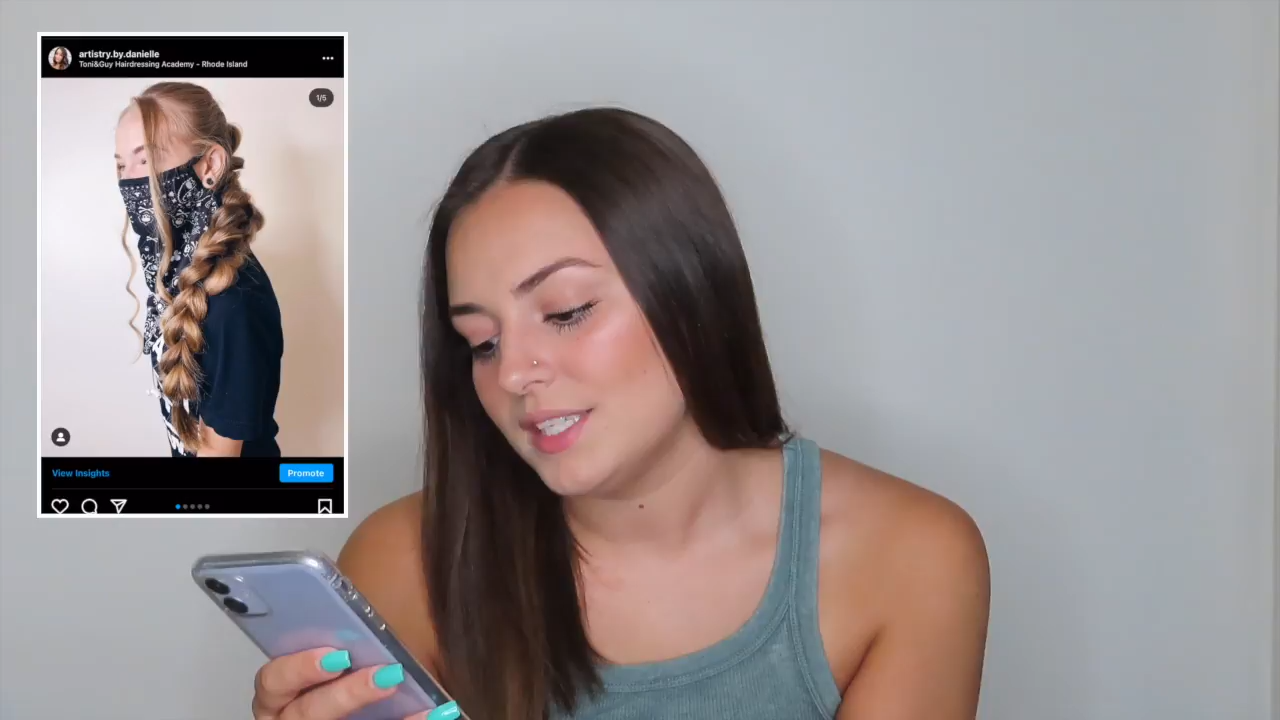 artistry.by.danielle
Toni&Guy Hairdressing Academy - Rhode Island
1/5
View Insights
Promote